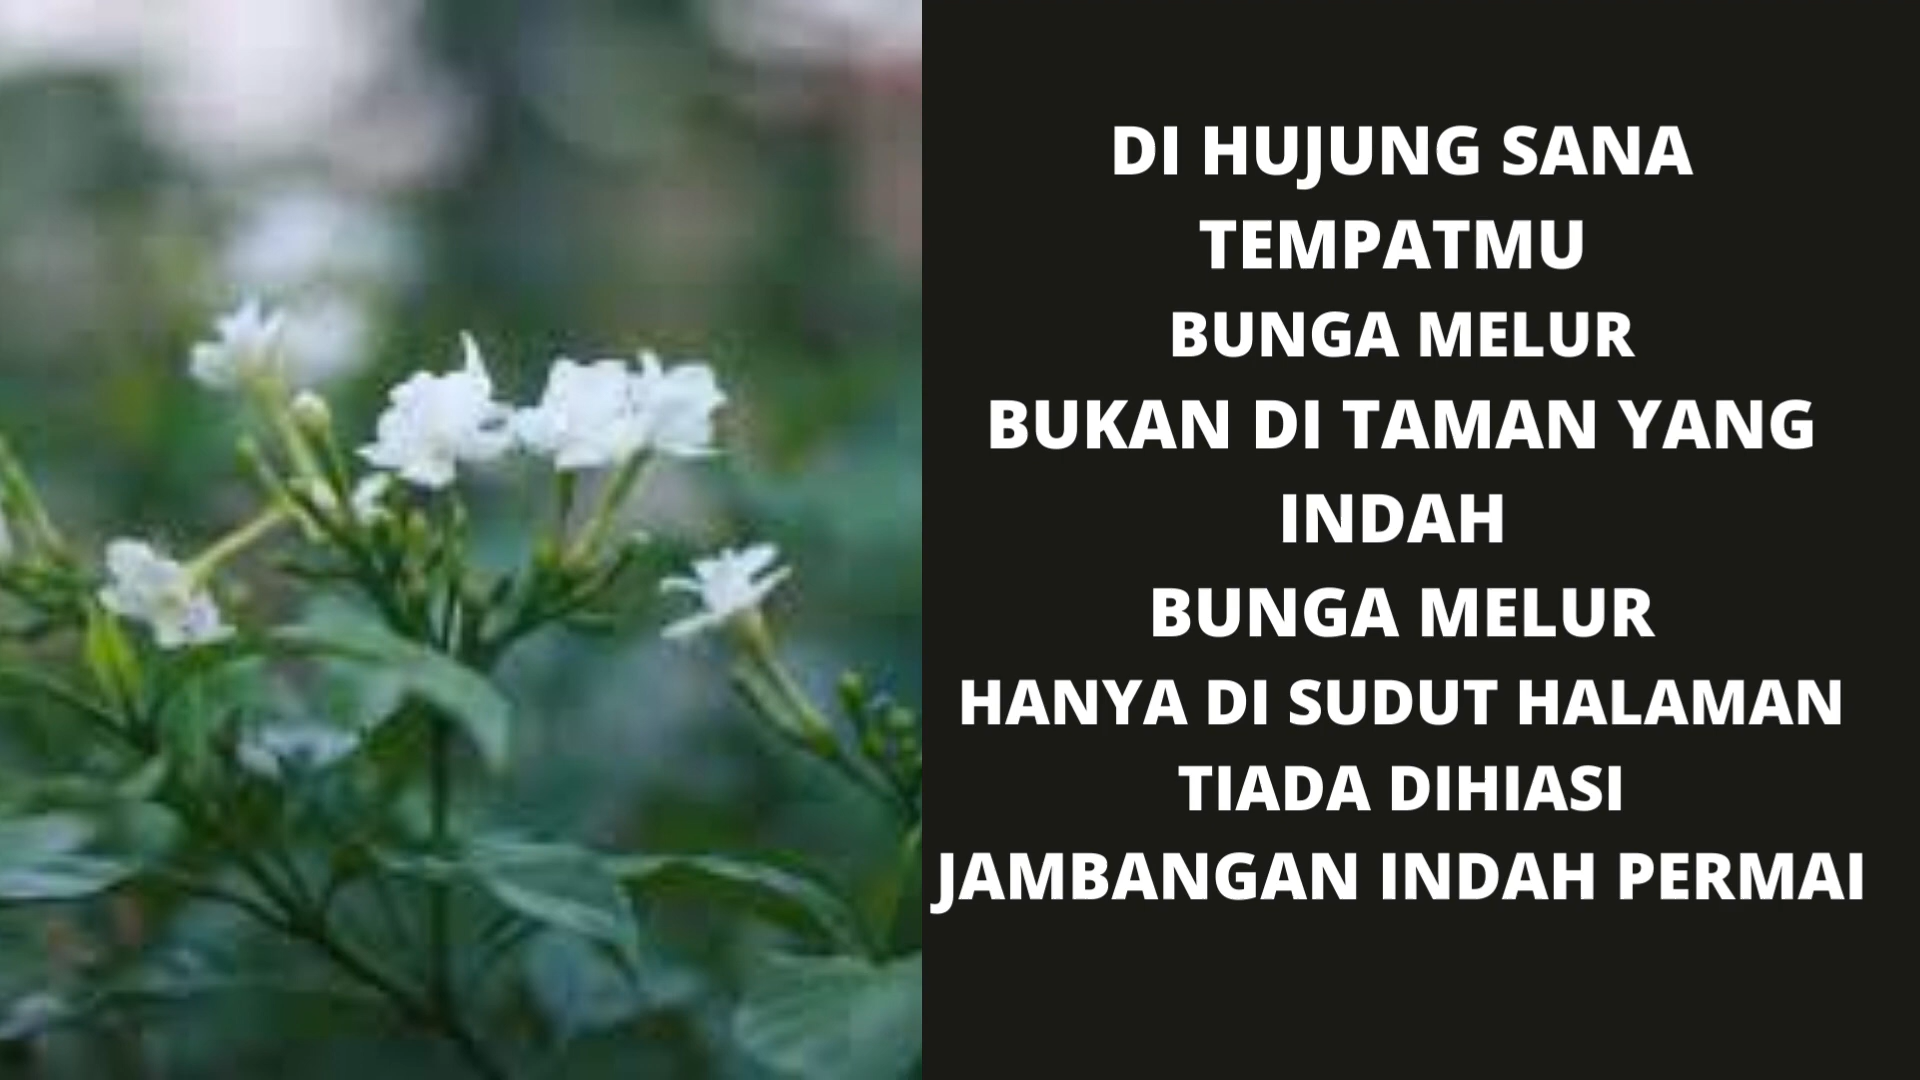 DI HUJUNG SANA
TEMPATMU
BUNGA MELUR
BUKAN DI TAMAN YANG
INDAH
BUNGA MELUR
HANYA DI SUDUT HALAMAN
TIADA DIHIASI
JAMBANGAN INDAH PERMAI